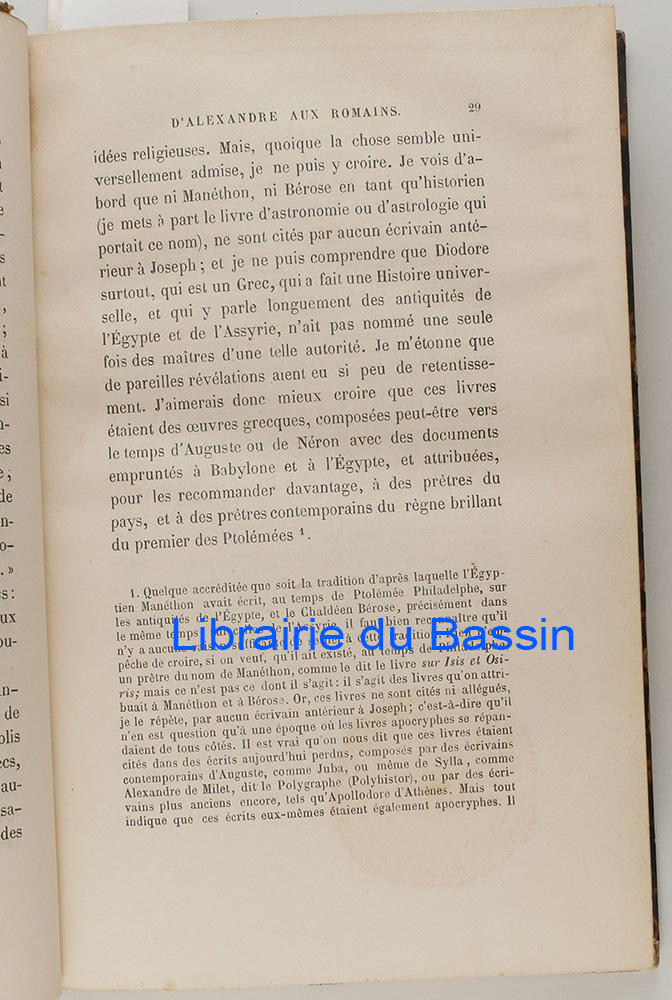 D'ALEXANDRE AUX ROMAINS. 29
idées religieuses. Mais, quoique la chose semble uni-
versellement admise, je ne puis y croire. Je vois d'a-
bord que ni Manéthon, ni Bérose en tant qu'historien
(je mets à part le livre d'astronomie ou d'astrologie qui
portait ce nom), ne sont cités par aucun écrivain anté-
rieur à Joseph ; et je ne puis comprendre que Diodore
surtout, qui est un Grec, qui a fait une Histoire univer-
selle, et qui y parle longuement des antiquités de
l'Égypte et de l'Assyrie, n'ait pas nommé une seule
fois des maîtres d'une telle autorité. Je m'étonne que
de pareilles révélations aient eu si peu de retentisse-
ment. J'aimerais donc mieux croire que ces livres
étaient des œuvres grecques, composées peut-être vers
le temps d'Auguste ou de Néron avec des documents
empruntés à Babylone et à l'Égypte, et attribuées,
pour les recommander davantage, à des prêtres du
pays, et à des prêtres contemporains du règne brillant
du premier des Ptolémées 1.
1. Quelque accréditée que soit la tradition d'après laquelle l'Égyp-
tien Manéthon avait écrit, au temps de Ptolémée Philadelphe, sur
les antiquités de l'Égypte, et le Chaldéen Bérose, précisément dans
le même temps, de l'Assyrie, il faut bien reconnaître qu'il
n'y a aucune à cette tradition.
Librairie du Bassin
pêche de croire, si on veut, qu'il ait existé, au temps de Philadelphe
un prêtre du nom de Manéthon, comme le dit le livre sur Isis et Osi-
ris; mais ce n'est pas ce dont il s'agit: il s'agit des livres qu'on attri-
buait à Manéthon et à Bérose. Or, ces livres ne sont cités ni allégués,
je le répète, par aucun écrivain antérieur à Joseph; c'est-à-dire qu'il
n'en est question qu'à une époque où les livres apocryphes se répan-
daient de tous côtés. Il est vrai qu'on nous dit que ces livres étaient
cités dans des écrits aujourd'hui perdus, composés par des écrivains
contemporains d'Auguste, comme Juba, ou même de Sylla, comme
Alexandre de Milet, dit le Polygraphe (Polyhistor), ou par des écri-
vains plus anciens encore, tels qu'Apollodore d'Athènes. Mais tout
indique que ces écrits eux-mêmes étaient également apocryphes. Il